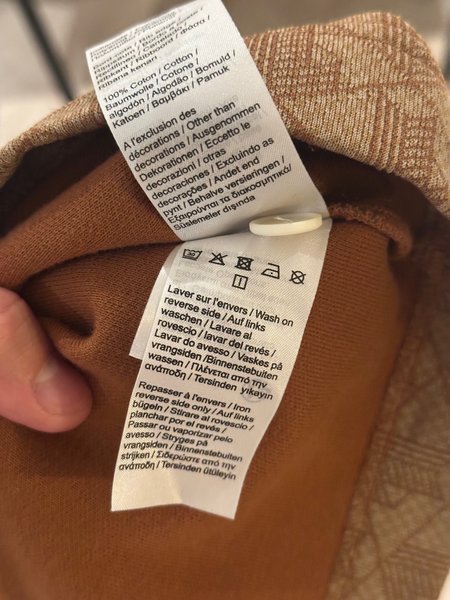 Ribana kenarı
100% Coton / Cotton /
Baumwolle / Cotone /
algodón / Algodão / Bomuld /
Katoen / Βαμβάκι / Pamuk
A l'exclusion des
décorations / Other than
decorations / Ausgenommen
Dekorationen / Eccetto le
decorazioni / otras
decoraciones / Excluindo as
decorações / Andet end
pynt / Behalve versieringen /
Εξαιρούνται τα διακοσμητικά/
Süslemeler dışında
Laver sur l'envers / Wash on
reverse side / Auf links
waschen / Lavare al
rovescio / lavar del revés /
Lavar do avesso / Vaskes på
vrangsiden /Binnenstebuiten
wassen / Πλένεται από την
ανάποδη / Tersinden yıkayın
Repasser à l'envers / Iron
reverse side only / Auf links
bügeln / Stirare al rovescio /
planchar por el revés /
Passar ou vaporizar pelo
avesso / Stryges på
vrangsiden / Binnenstebuiten
strijken / Σιδερώστε από την
ανάποδη / Tersinden ütüleyin